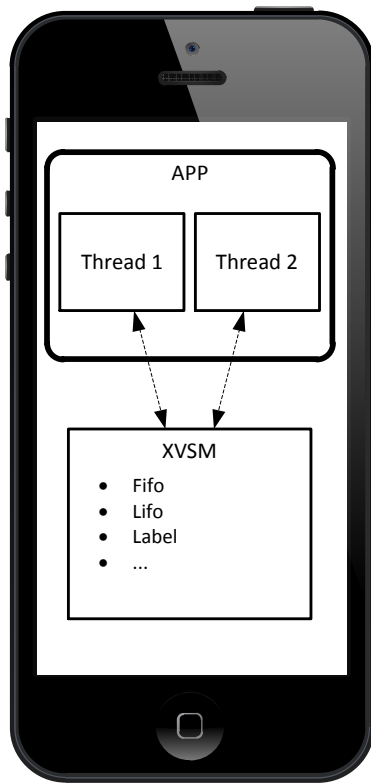 APP
Thread 1 Thread 2
XVSM
• Fifo
• Lifo
• Label
• ...